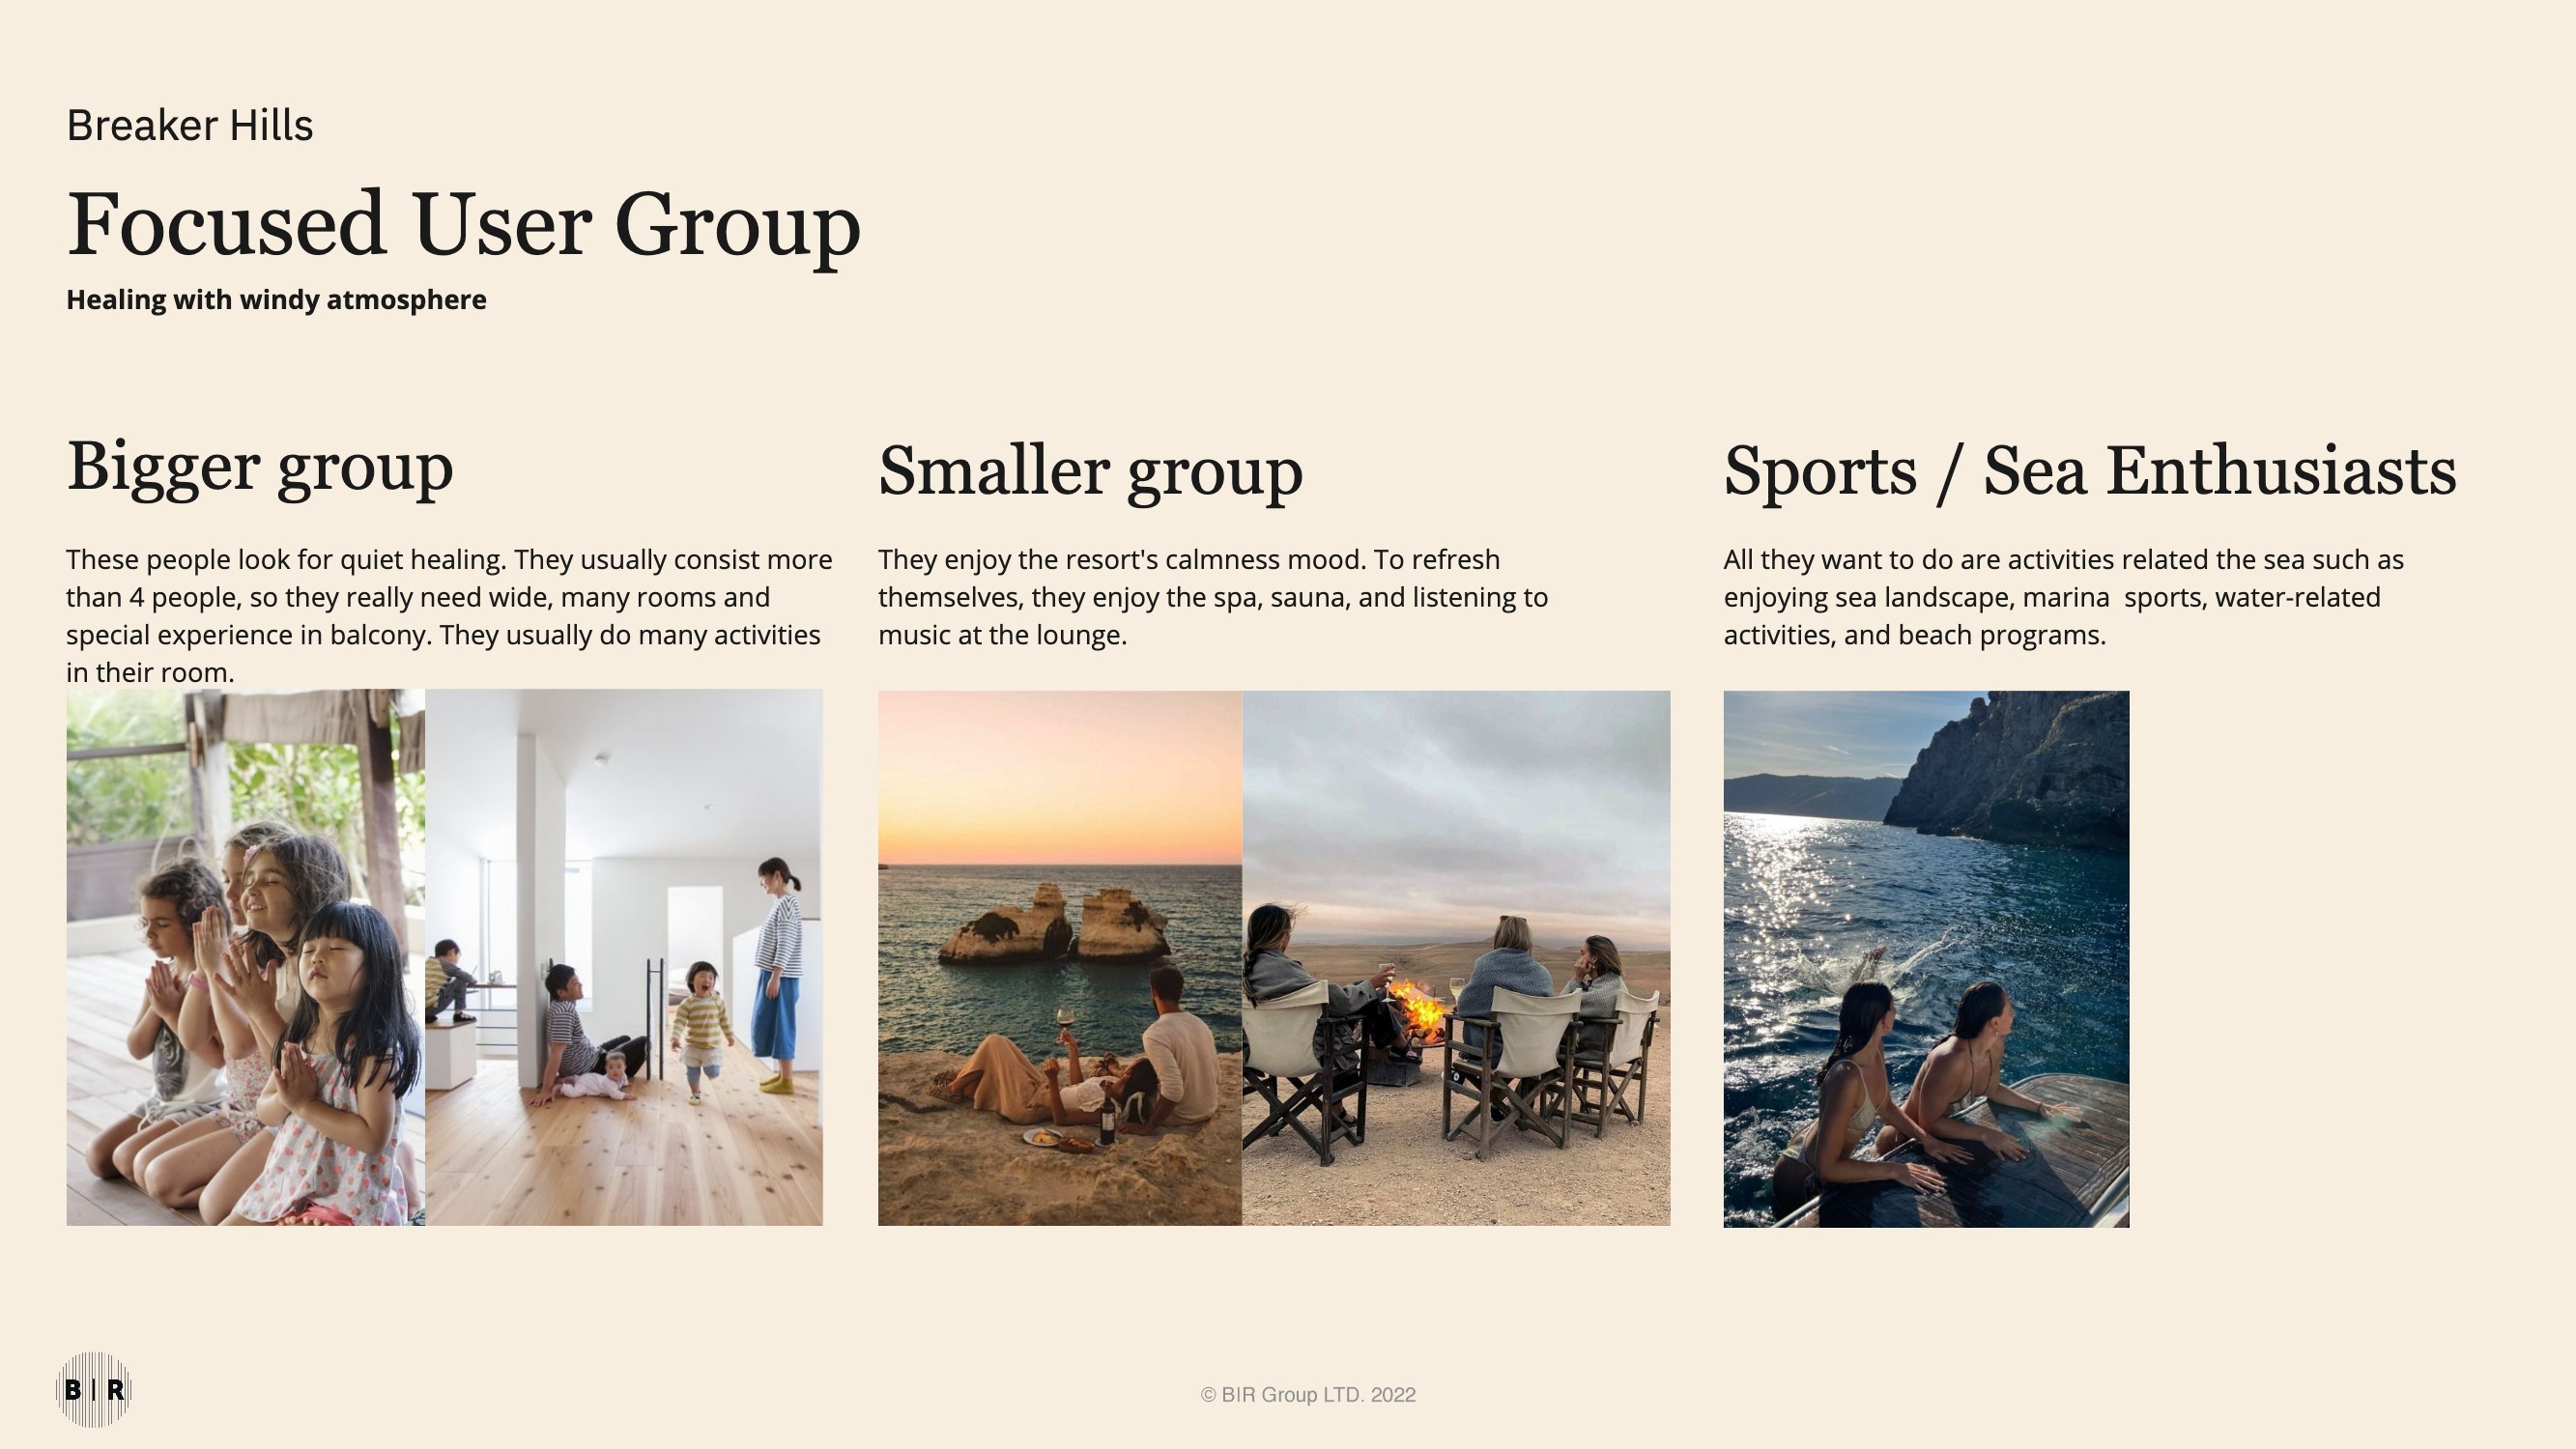 Breaker Hills
Focused User Group
Healing with windy atmosphere
Bigger group
These people look for quiet healing. They usually consist more
than 4 people, so they really need wide, many rooms and
special experience in balcony. They usually do many activities
in their room.
Smaller group
They enjoy the resort's calmness mood. To refresh
themselves, they enjoy the spa, sauna, and listening to
music at the lounge.
Sports / Sea Enthusiasts
All they want to do are activities related the sea such as
enjoying sea landscape, marina  sports, water-related
activities, and beach programs.
B | R
© BIR Group LTD. 2022